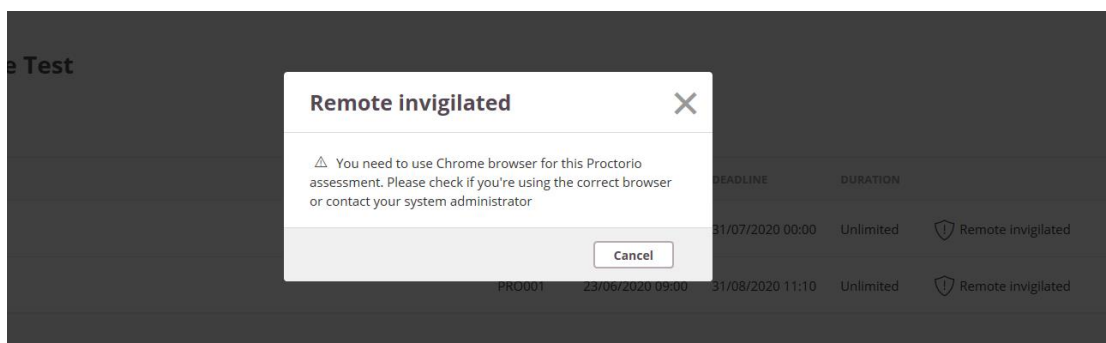 e Test
Remote invigilated
⚠ You need to use Chrome browser for this Proctorio
assessment. Please check if you're using the correct browser
or contact your system administrator
Cancel
DEADLINE DURATION
31/07/2020 00:00 Unlimited Remote invigilated
PRO001 23/06/2020 09:00 31/08/2020 11:10 Unlimited Remote invigilated